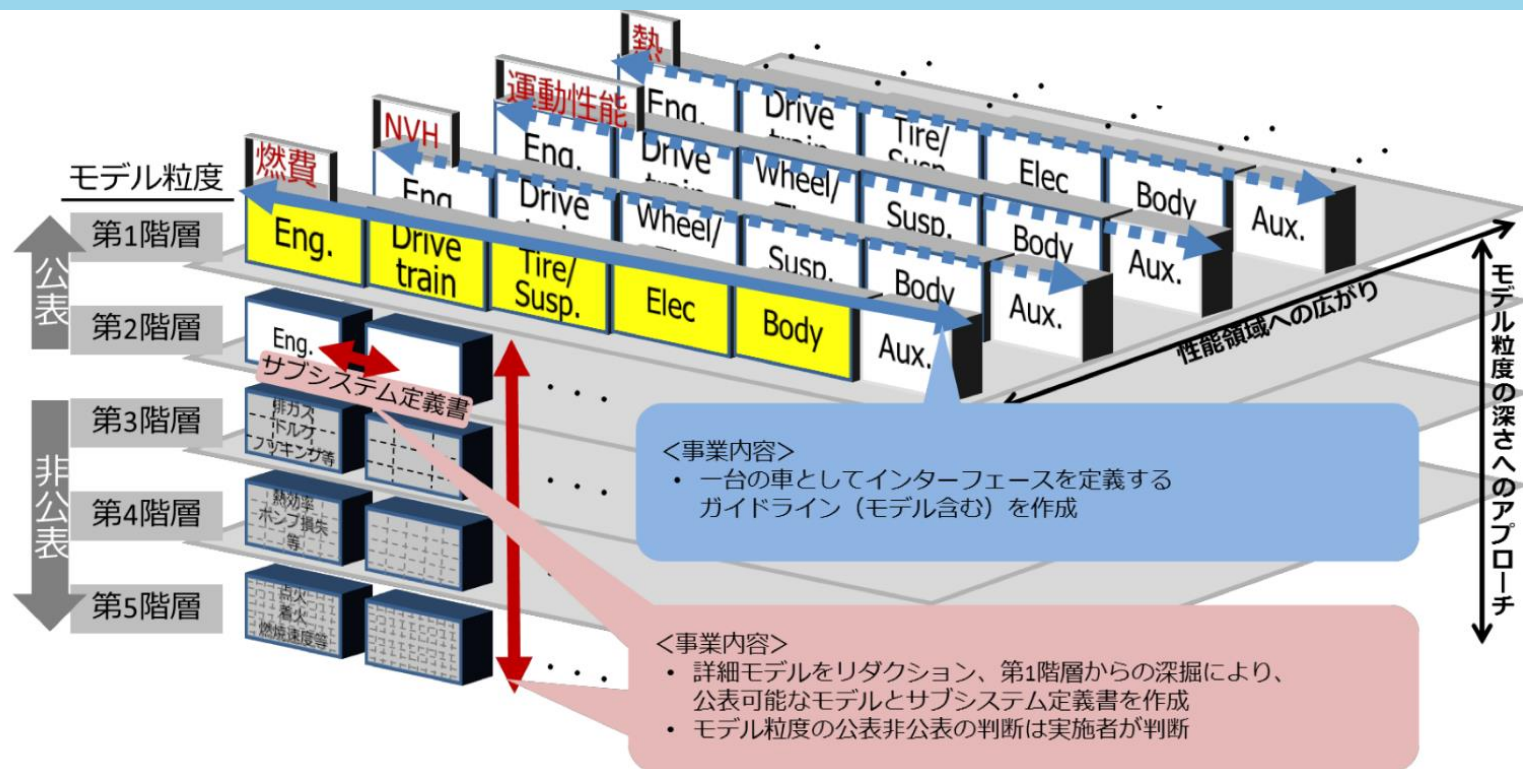 熱
運動性能
NVH
燃費
モデル粒度
公表
非公表
第1階層
第2階層
第3階層
第4階層
第5階層
Eng.
Drive
Tire/
Elec
Body
Aux.
Eng.
Drive
Wheel/
Susp.
Body
Aux.
Eng
Wheel/
Susp.
Body
Aux.
Eng.
Drive
train
Tire/
Susp.
Elec
Body
Aux.
Eng.
サブシステム定義書
排ガス
等
熱効率
ポンプ損失
等
点火
着火
燃焼速度等
性能領域への広がり
モデル粒度の深さへのアプローチ
<事業内容>
・ 一台の車としてインターフェースを定義する
ガイドライン（モデル含む）を作成
<事業内容>
・ 詳細モデルをリダクション、第1階層からの深掘により、
公表可能なモデルとサブシステム定義書を作成
・ モデル粒度の公表非公表の判断は実施者が判断